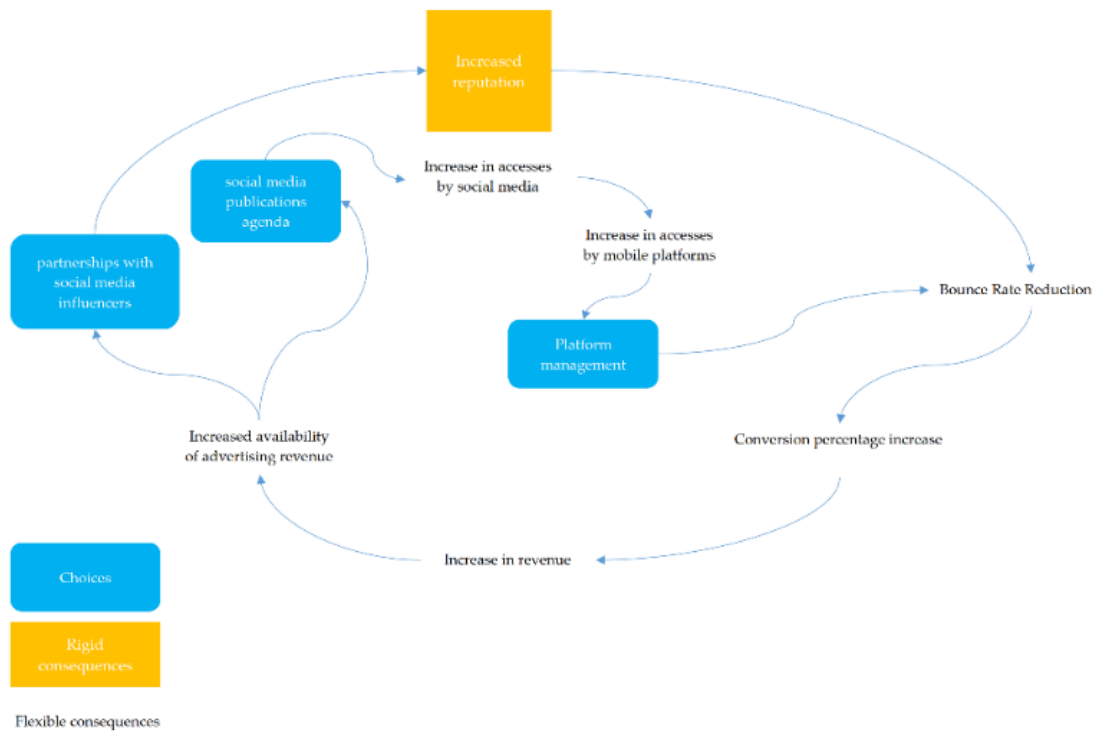 Increased
reputation
Increase in accesses
by social media
social media
publications
agenda
Increase in accesses
by mobile platforms
partnerships with
social media
influencers
Bounce Rate Reduction
Platform
management
Increased availability
of advertising revenue
Conversion percentage increase
Increase in revenue
Choices
Rigid
consequences
Flexible consequences